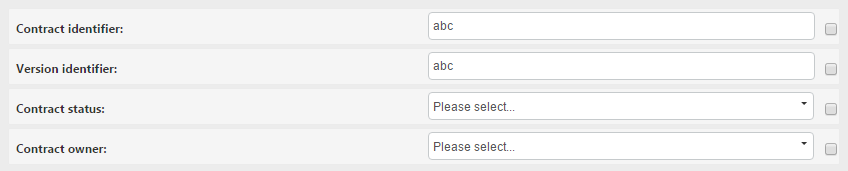 Contract identifier: abc
Version identifier: abc
Contract status: Please select...
Contract owner: Please select...